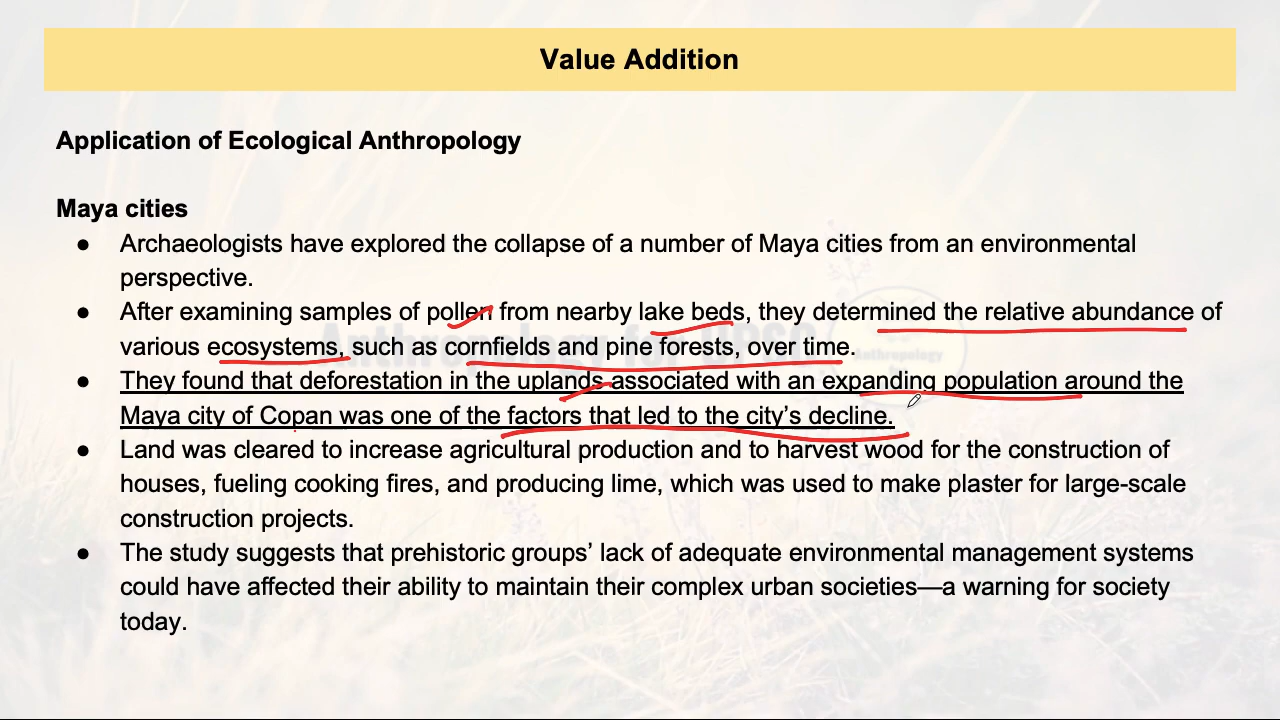 Value Addition
Application of Ecological Anthropology
Maya cities
● Archaeologists have explored the collapse of a number of Maya cities from an environmental
perspective.
● After examining samples of pollen from nearby lake beds, they determined the relative abundance of
various ecosystems, such as cornfields and pine forests, over time.
● They found that deforestation in the uplands associated with an expanding population around the
Maya city of Copan was one of the factors that led to the city’s decline.
● Land was cleared to increase agricultural production and to harvest wood for the construction of
houses, fueling cooking fires, and producing lime, which was used to make plaster for large-scale
construction projects.
● The study suggests that prehistoric groups’ lack of adequate environmental management systems
could have affected their ability to maintain their complex urban societies—a warning for society
today.
Anthropology for UPSC
Anthropology